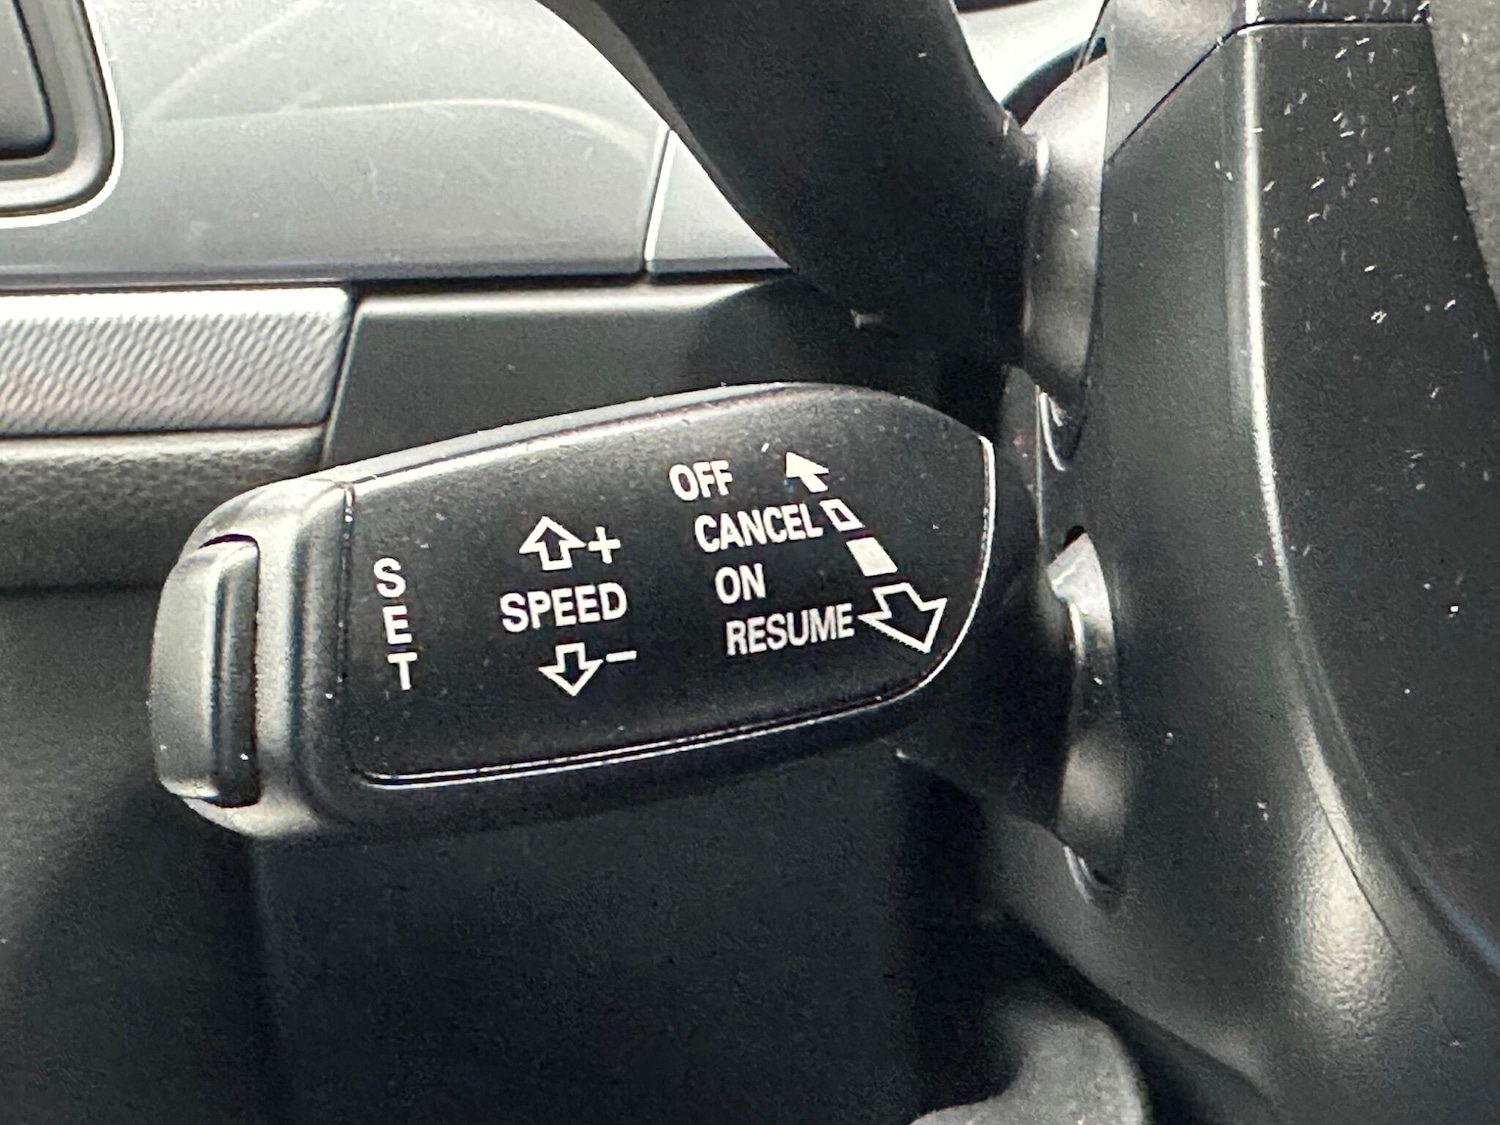 SET
+
SPEED
−
OFF
CANCEL
ON
RESUME